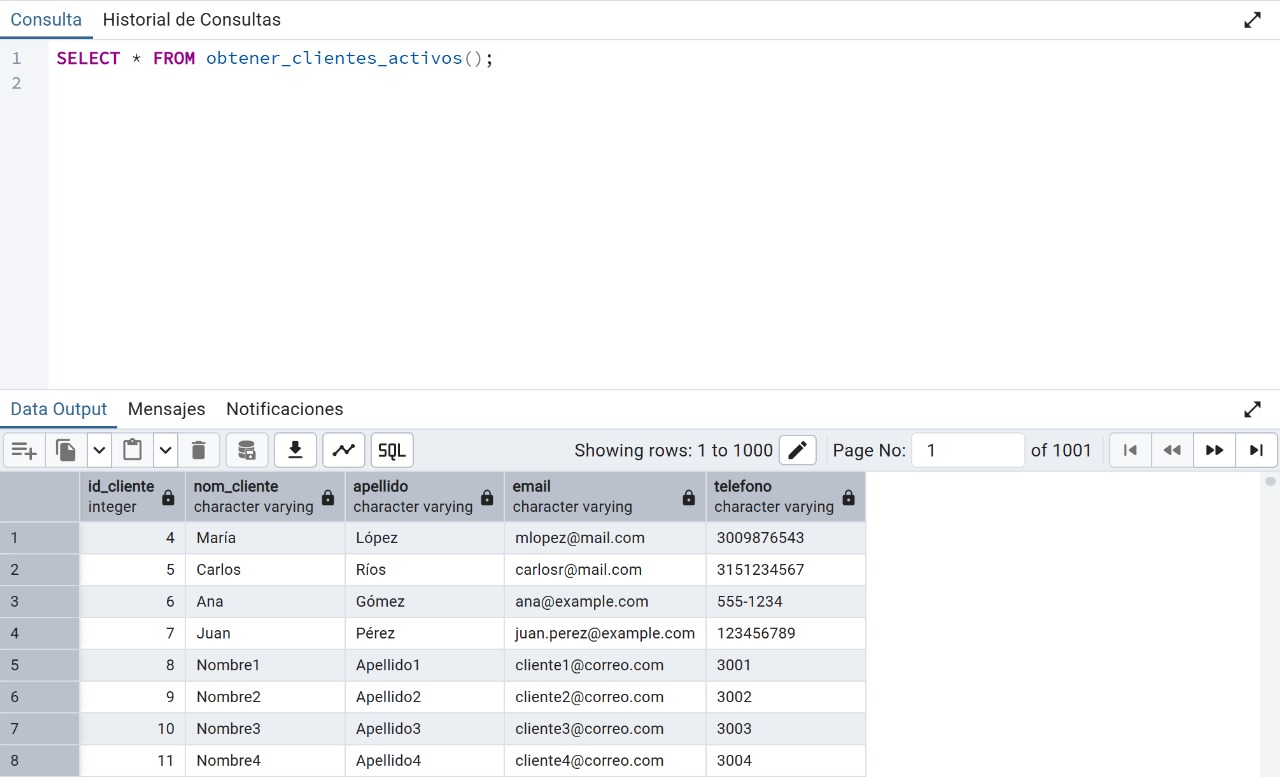 Consulta Historial de Consultas
1 SELECT * FROM obtener_clientes_activos();
2
Data Output Mensajes Notificaciones
SQL Showing rows: 1 to 1000 Page No: 1 of 1001
id_cliente nom_cliente apellido email telefono
integer character varying character varying character varying character varying
1 4 María López mlopez@mail.com 3009876543
2 5 Carlos Ríos carlosr@mail.com 3151234567
3 6 Ana Gómez ana@example.com 555-1234
4 7 Juan Pérez juan.perez@example.com 123456789
5 8 Nombre1 Apellido1 cliente1@correo.com 3001
6 9 Nombre2 Apellido2 cliente2@correo.com 3002
7 10 Nombre3 Apellido3 cliente3@correo.com 3003
8 11 Nombre4 Apellido4 cliente4@correo.com 3004